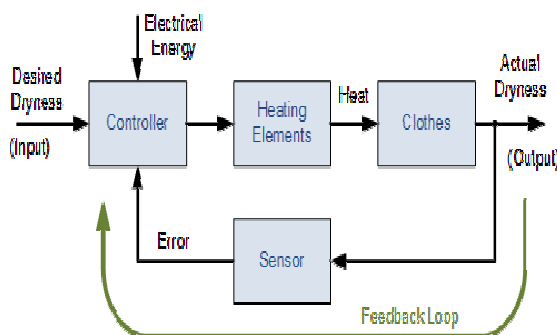 Electrical
Energy
Desired
Dryness
(Input)
Controller
Heating
Elements
Heat
Clothes
Actual
Dryness
(Output)
Error
Sensor
Feedback Loop